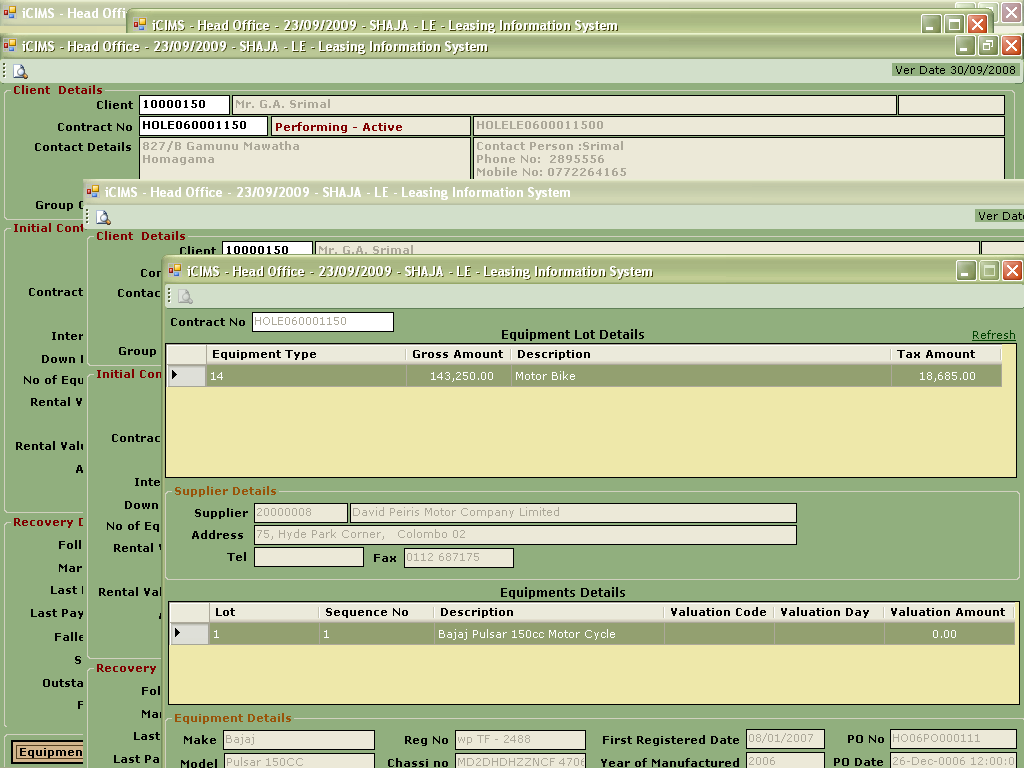 iCIMS - Head Offi
iCIMS - Head Office - 23/09/2009 - SHAJA - LE - Leasing Information System
iCIMS - Head Office - 23/09/2009 - SHAJA - LE - Leasing Information System
Ver Date 30/09/2008
Client Details
Client 10000150 Mr. G.A. Srimal
Contract No HOLE060001150 Performing - Active HOLELE0600011500
Contact Details 827/B Gamunu Mawatha Contact Person :Srimal
Homagama Phone No: 2895556
Mobile No: 0772264165
iCIMS - Head Office - 23/09/2009 - SHAJA - LE - Leasing Information System
Group
Ver Date
Initial Cont
Client Details
Client 10000150 Mr. G.A. Srimal
iCIMS - Head Office - 23/09/2009 - SHAJA - LE - Leasing Information System
Contract
Contac
Contract No HOLE060001150
Equipment Lot Details
Refresh
Inter
Group
Down
No of Equ
Rental V
Initial Con
Equipment Type Gross Amount Description Tax Amount
14 143,250.00 Motor Bike 18,685.00
Rental Valu
A
Contrac
Inte
Down
No of Eq
Rental
Rental Val
Supplier Details
Supplier 20000008 David Peiris Motor Company Limited
Address 75, Hyde Park Corner, Colombo 02
Tel Fax 0112 687175
Recovery
Foll
Mar
Last
Last Pay
Falle
S
Outsta
Equipments Details
Lot Sequence No Description Valuation Code Valuation Day Valuation Amount
1 1 Bajaj Pulsar 150cc Motor Cycle 0.00
Recovery
Fol
Ma
Last
Last Pa
Equipmen
Equipment Details
Make Bajaj Reg No wp TF - 2488 First Registered Date 08/01/2007 PO No HO06PO000111
Model Pulsar 150CC Chassi no MD2DHDHZZNCF 4706 Year of Manufactured 2006 PO Date 26-Dec-0006 12:00:0